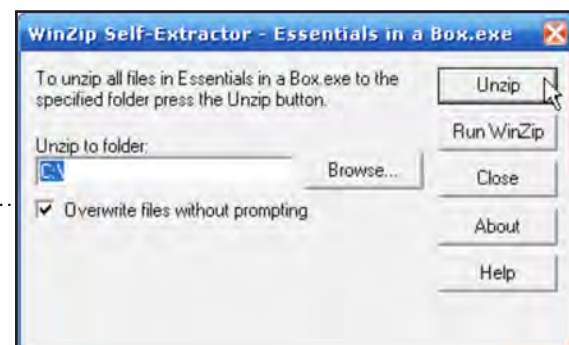 WinZip Self-Extractor - Essentials in a Box.exe
To unzip all files in Essentials in a Box.exe to the
specified folder press the Unzip button.
Unzip to folder:
C:\
Browse...
Overwrite files without prompting
Unzip
Run WinZip
Close
About
Help